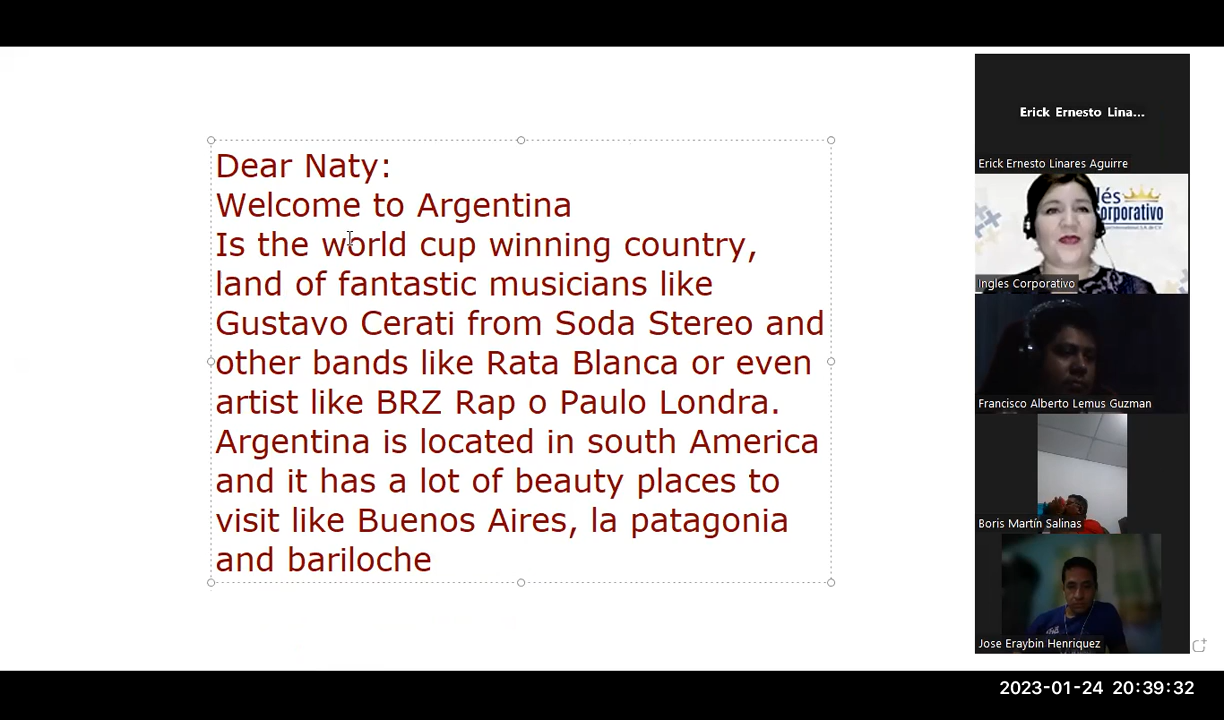 Dear Naty:
Welcome to Argentina
Is the world cup winning country,
land of fantastic musicians like
Gustavo Cerati from Soda Stereo and
other bands like Rata Blanca or even
artist like BRZ Rap o Paulo Londra.
Argentina is located in south America
and it has a lot of beauty places to
visit like Buenos Aires, la patagonia
and bariloche
Erick Ernesto Lina...
Erick Ernesto Linares Aguirre
lés
orporativo
Ingles Corporativo
Francisco Alberto Lemus Guzman
Boris Martín Salinas
Jose Eraybin Henriquez
2023-01-24 20:39:32